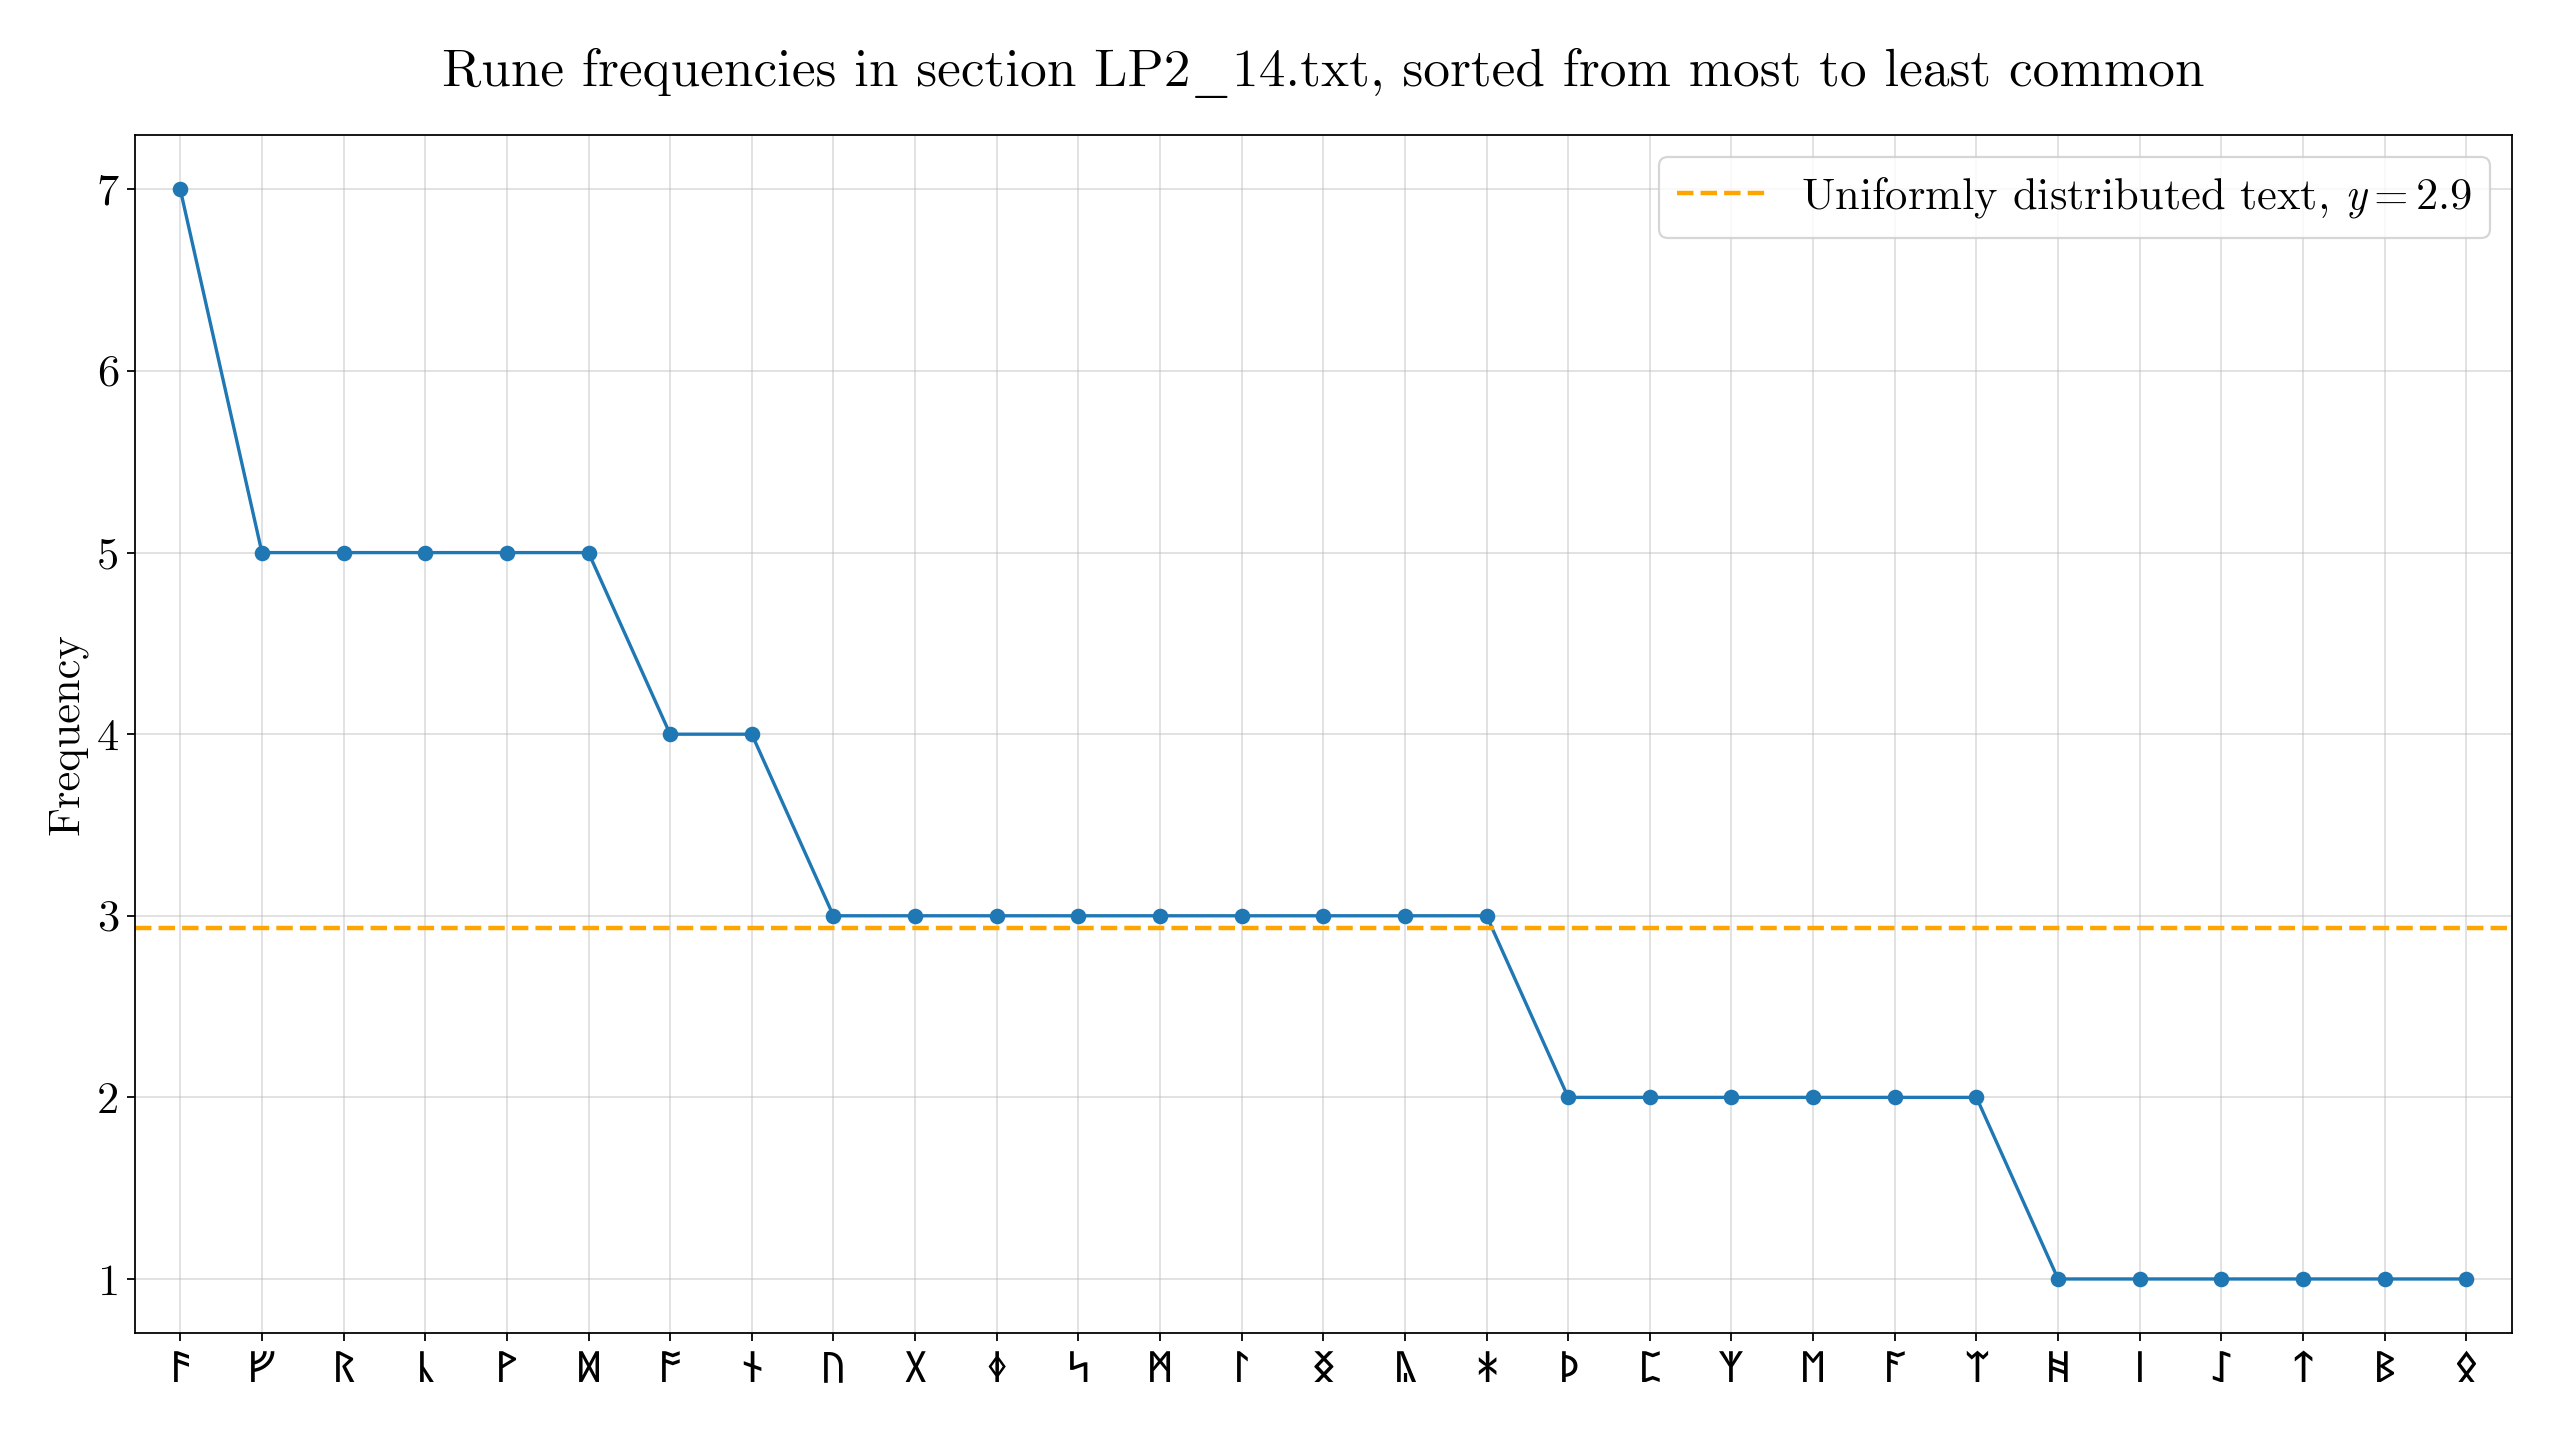 Rune frequencies in section LP2_14.txt, sorted from most to least common
Uniformly distributed text, y = 2.9
Frequency
7
6
5
4
3
2
1
ᚫ ᚠ ᚱ ᚳ ᚹ ᛞ ᚩ ᚾ ᚢ ᚷ ᛄ ᛋ ᛗ ᛚ ᛝ ᚣ ᛡ ᚦ ᛈ ᛉ ᛖ ᚪ ᛠ ᚻ ᛁ ᛇ ᛏ ᛒ ᛟ